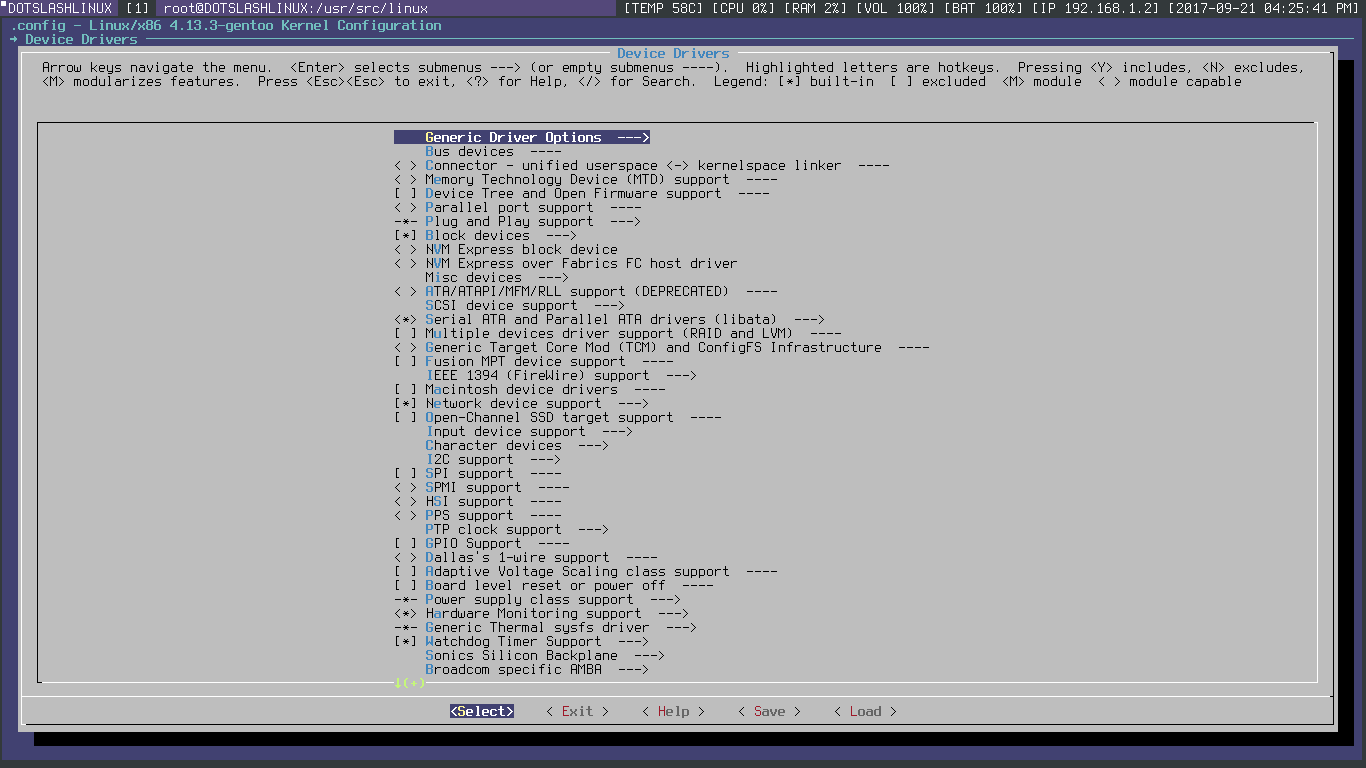 DOTSLASHLINUX [1] root@DOTSLASHLINUX:/usr/src/linux [TEMP 58C] [CPU 0%] [RAM 2%] [VOL 100%] [BAT 100%] [IP 192.168.1.2] [2017-09-21 04:25:41 PM]
.config - Linux/x86 4.13.3-gentoo Kernel Configuration
→ Device Drivers
Device Drivers
Arrow keys navigate the menu. <Enter> selects submenus ---> (or empty submenus ----). Highlighted letters are hotkeys. Pressing <Y> includes, <N> excludes,
<M> modularizes features. Press <Esc><Esc> to exit, <?> for Help, </> for Search. Legend: [*] built-in [ ] excluded <M> module < > module capable
Generic Driver Options --->
Bus devices ----
< > Connector - unified userspace <-> kernelspace linker ----
< > Memory Technology Device (MTD) support ----
[ ] Device Tree and Open Firmware support ----
< > Parallel port support ----
-*- Plug and Play support --->
[*] Block devices --->
< > NVM Express block device
< > NVM Express over Fabrics FC host driver
Misc devices --->
< > ATA/ATAPI/MFM/RLL support (DEPRECATED) ----
SCSI device support --->
<*> Serial ATA and Parallel ATA drivers (libata) --->
[ ] Multiple devices driver support (RAID and LVM) ----
< > Generic Target Core Mod (TCM) and ConfigFS Infrastructure ----
[ ] Fusion MPT device support ----
IEEE 1394 (FireWire) support --->
[ ] Macintosh device drivers ----
[*] Network device support --->
[ ] Open-Channel SSD target support ----
Input device support --->
Character devices --->
I2C support --->
[ ] SPI support ----
< > SPMI support ----
< > HSI support ----
< > PPS support ----
PTP clock support --->
[ ] GPIO Support ----
< > Dallas's 1-wire support ----
[ ] Adaptive Voltage Scaling class support ----
[ ] Board level reset or power off ----
-*- Power supply class support --->
<*> Hardware Monitoring support --->
-*- Generic Thermal sysfs driver --->
[*] Watchdog Timer Support --->
Sonics Silicon Backplane --->
Broadcom specific AMBA --->
↓(+)
<Select> < Exit > < Help > < Save > < Load >